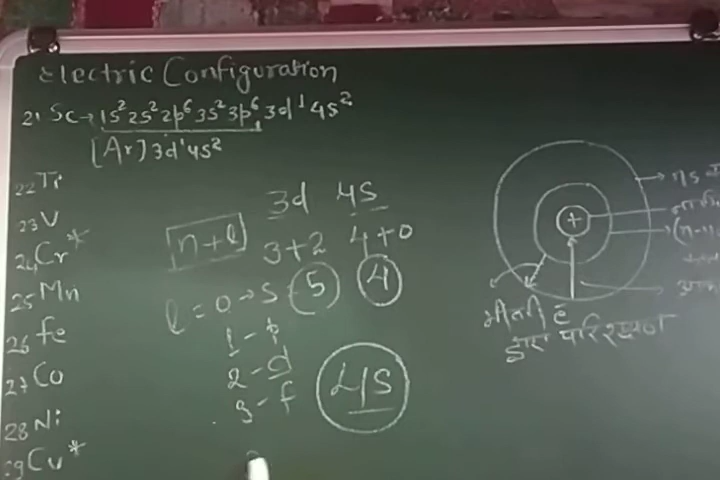 Electric Configuration
21 Sc → 1s² 2s² 2p⁶ 3s² 3p⁶ 3d¹ 4s²
[Ar] 3d¹ 4s²
22 Ti
23 V
24 Cr*
25 Mn
26 Fe
27 Co
28 Ni
29 Cu*
3d 4s
n+l 3+2 4+0
l = 0 → s 5 4
1 - p
2 - d
3 - f
4s
+
ns
(n-1)
भीतरी ē
द्वारा परिरक्षण